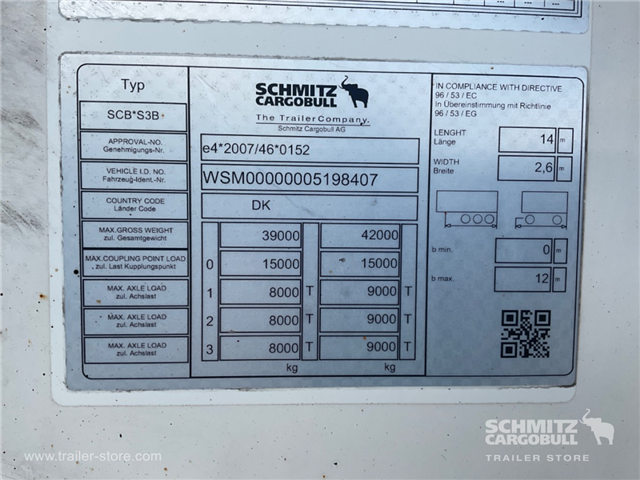 Typ
SCB*S3B
APPROVAL-NO.
Genehmigungs-Nr.
VEHICLE I.D. NO.
Fahrzeug-Ident.-Nr.
COUNTRY CODE
Länder Code
MAX.GROSS WEIGHT
zul. Gesamtgewicht
MAX.COUPLING POINT LOAD
zul. Last Kupplungspunkt
MAX. AXLE LOAD
zul. Achslast
MAX. AXLE LOAD
zul. Achslast
MAX. AXLE LOAD
zul. Achslast
SCHMITZ
CARGOBULL
The TrailerCompany.
Schmitz Cargobull AG
e4*2007/46*0152
WSM00000005198407
DK
39000 42000
0 15000 15000
1 8000 T 9000 T
2 8000 T 9000 T
3 8000 T 9000 T
kg kg
IN COMPLIANCE WITH DIRECTIVE
96 / 53 / EC
In Übereinstimmung mit Richtlinie
96 / 53 / EG
LENGHT
Länge
14 m
WIDTH
Breite
2,6 m
b min. 0 m
b max. 12 m
www.trailer-store.com
SCHMITZ
CARGOBULL
TRAILER STORE